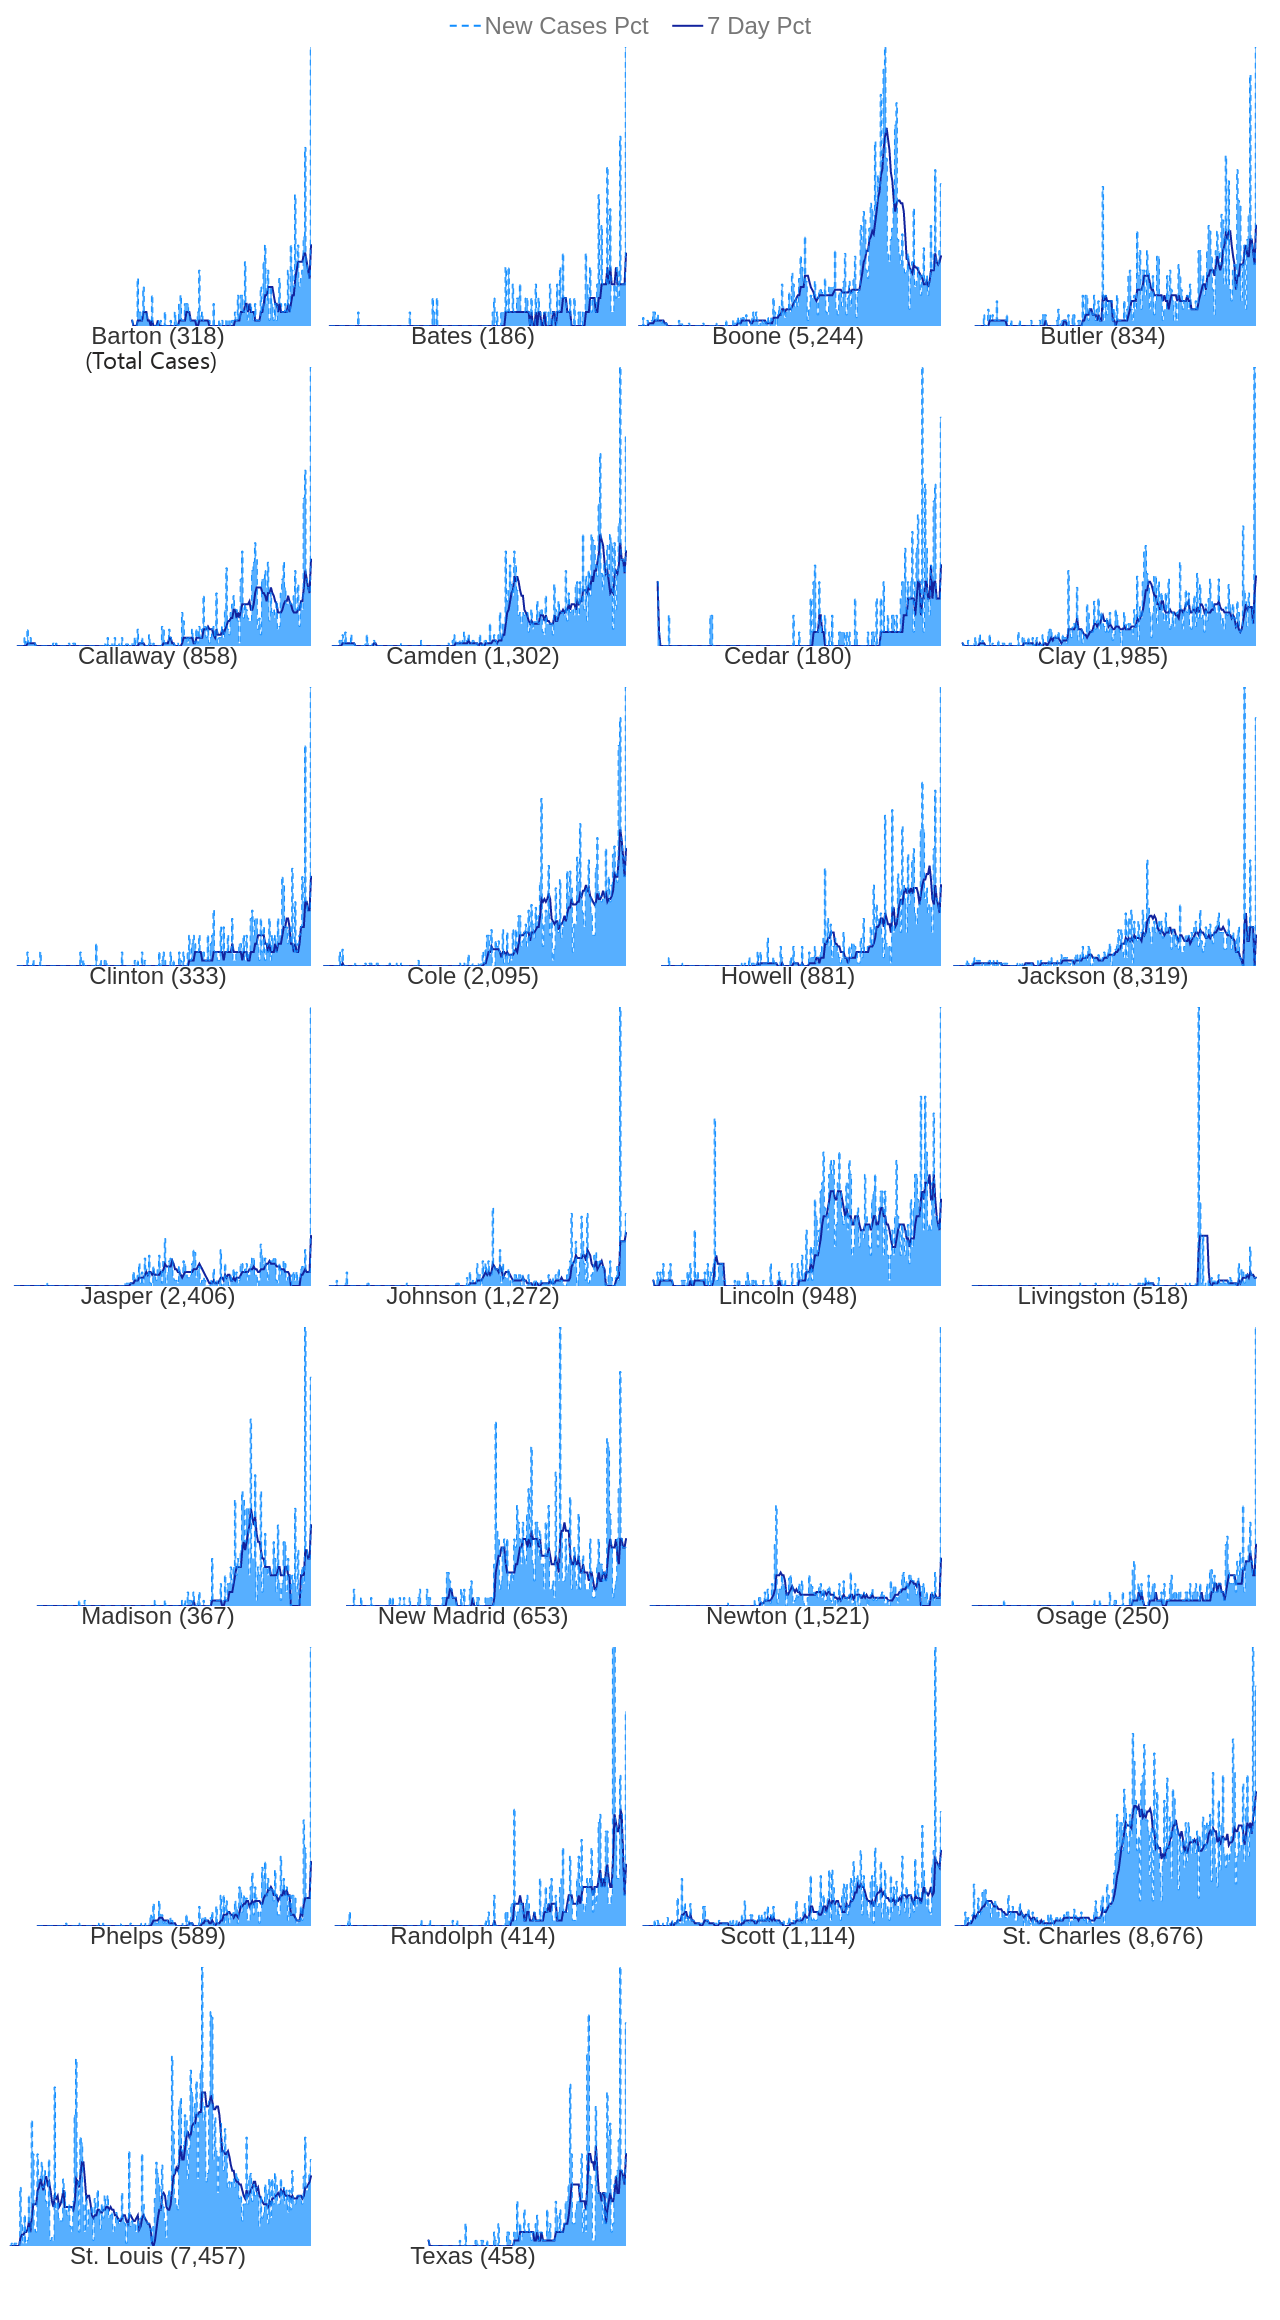 New Cases Pct 7 Day Pct
Barton (318) Bates (186) Boone (5,244) Butler (834)
(Total Cases)
Callaway (858) Camden (1,302) Cedar (180) Clay (1,985)
Clinton (333) Cole (2,095) Howell (881) Jackson (8,319)
Jasper (2,406) Johnson (1,272) Lincoln (948) Livingston (518)
Madison (367) New Madrid (653) Newton (1,521) Osage (250)
Phelps (589) Randolph (414) Scott (1,114) St. Charles (8,676)
St. Louis (7,457) Texas (458)